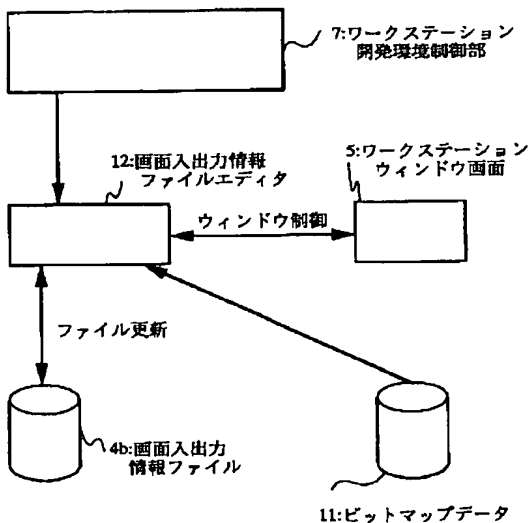 7:ワークステーション
開発環境制御部
12:画面入出力情報
ファイルエディタ
5:ワークステーション
ウィンドウ画面
ウィンドウ制御
ファイル更新
4b:画面入出力
情報ファイル
11:ビットマップデータ